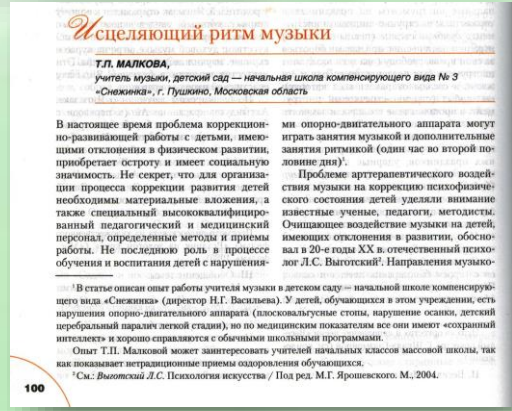 Исцеляющий ритм музыки
Т.П. МАЛКОВА,
учитель музыки, детский сад — начальная школа компенсирующего вида № 3
«Снежинка», г. Пушкино, Московская область
В настоящее время проблема коррекцион-
но-развивающей работы с детьми, имею-
щими отклонения в физическом развитии,
приобретает остроту и имеет социальную
значимость. Не секрет, что для организа-
ции процесса коррекции развития детей
необходимы материальные вложения, а
также специальный высококвалифициро-
ванный педагогический и медицинский
персонал, определенные методы и приемы
работы. Не последнюю роль в процессе
обучения и воспитания детей с нарушения-
ми опорно-двигательного аппарата могут
играть занятия музыкой и дополнительные
занятия ритмикой (один час во второй по-
ловине дня)¹.
Проблеме арттерапевтического воздей-
ствия музыки на коррекцию психофизиче-
ского состояния детей уделяли внимание
известные ученые, педагоги, методисты.
Очищающее воздействие музыки на детей,
имеющих отклонения в развитии, обосно-
вал в 20-е годы XX в. отечественный психо-
лог Л.С. Выготский². Направления музыко-
¹ В статье описан опыт работы учителя музыки в детском саду — начальной школе компенсирую-
щего вида «Снежинка» (директор Н.Г. Васильева). У детей, обучающихся в этом учреждении, есть
нарушения опорно-двигательного аппарата (плосковальгусные стопы, нарушение осанки, детский
церебральный паралич легкой стадии), но по медицинским показателям все они имеют «сохранный
интеллект» и хорошо справляются с обычными школьными программами.
Опыт Т.П. Малковой может заинтересовать учителей начальных классов массовой школы, так
как показывает нетрадиционные приемы оздоровления обучающихся.
² См.: Выготский Л.С. Психология искусства / Под ред. М.Г. Ярошевского. М., 2004.
100